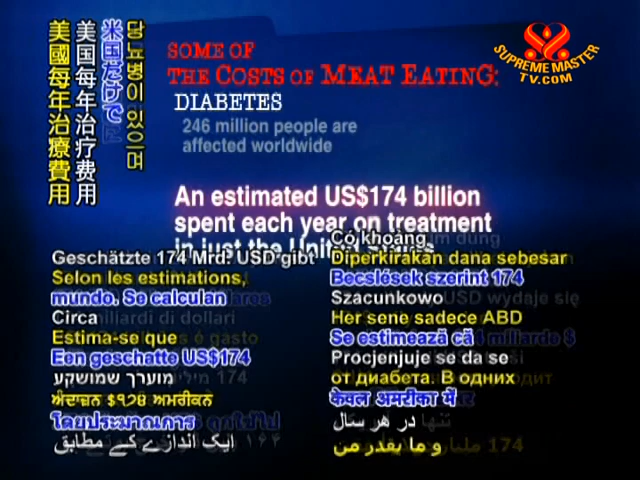 美國每年治療費用
美国每年治疗费用
米国だけで
당뇨병이 있으며
SOME OF
THE COSTS OF MEAT EATING:
DIABETES
246 million people are
affected worldwide
SUPREME MASTER
TV.COM
An estimated US$174 billion
spent each year on treatment
in just the United States
Geschätzte 174 Mrd. USD gibt
Selon les estimations,
mundo. Se calculan
Circa
Estima-se que
Een geschatte US$174
מוערך שמושקע
ਅੰਦਾਜ਼ਨ $੧੭੪ ਅਮਰੀਕਨ
โดยประมาณการ
ایک اندازے کے مطابق
Có khoảng
Diperkirakan dana sebesar
Becslések szerint 174
Szacunkowo
Her sene sadece ABD
Se estimează că
Procjenjuje se da se
от диабета. В одних
केवल अमरीका में
در هر سال
و ما يقدر من